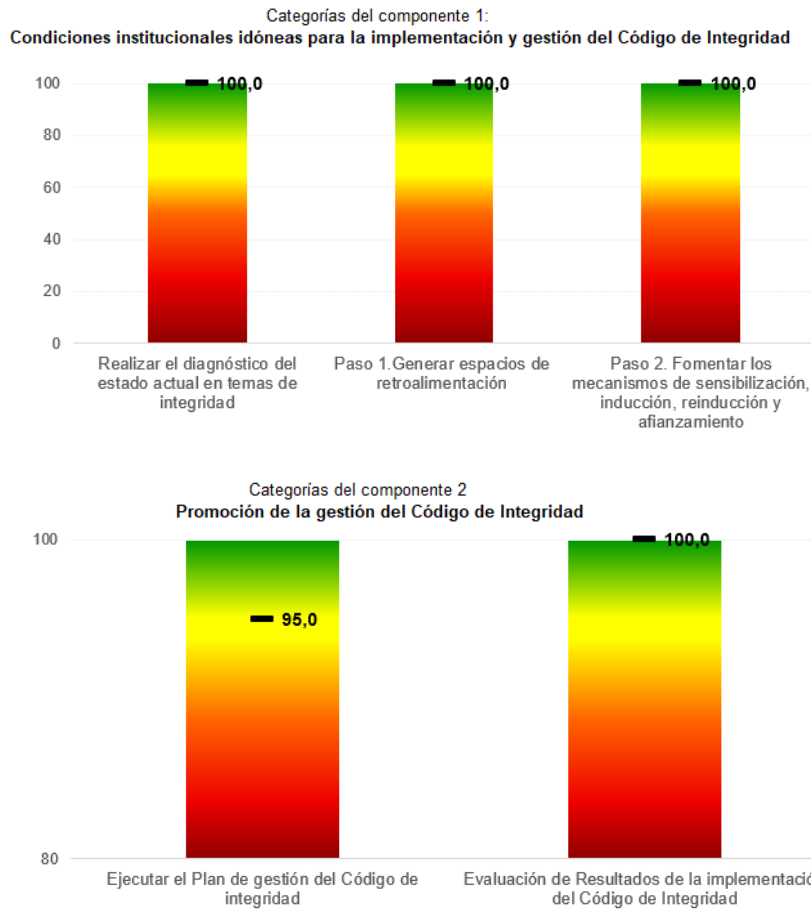 Categorías del componente 1:
Condiciones institucionales idóneas para la implementación y gestión del Código de Integridad
100
80
60
40
20
0
100,0
100,0
100,0
Realizar el diagnóstico del
estado actual en temas de
integridad
Paso 1.Generar espacios de
retroalimentación
Paso 2. Fomentar los
mecanismos de sensibilización,
inducción, reinducción y
afianzamiento
Categorías del componente 2
Promoción de la gestión del Código de Integridad
100
80
95,0
100,0
Ejecutar el Plan de gestión del Código de
integridad
Evaluación de Resultados de la implementació
del Código de Integridad